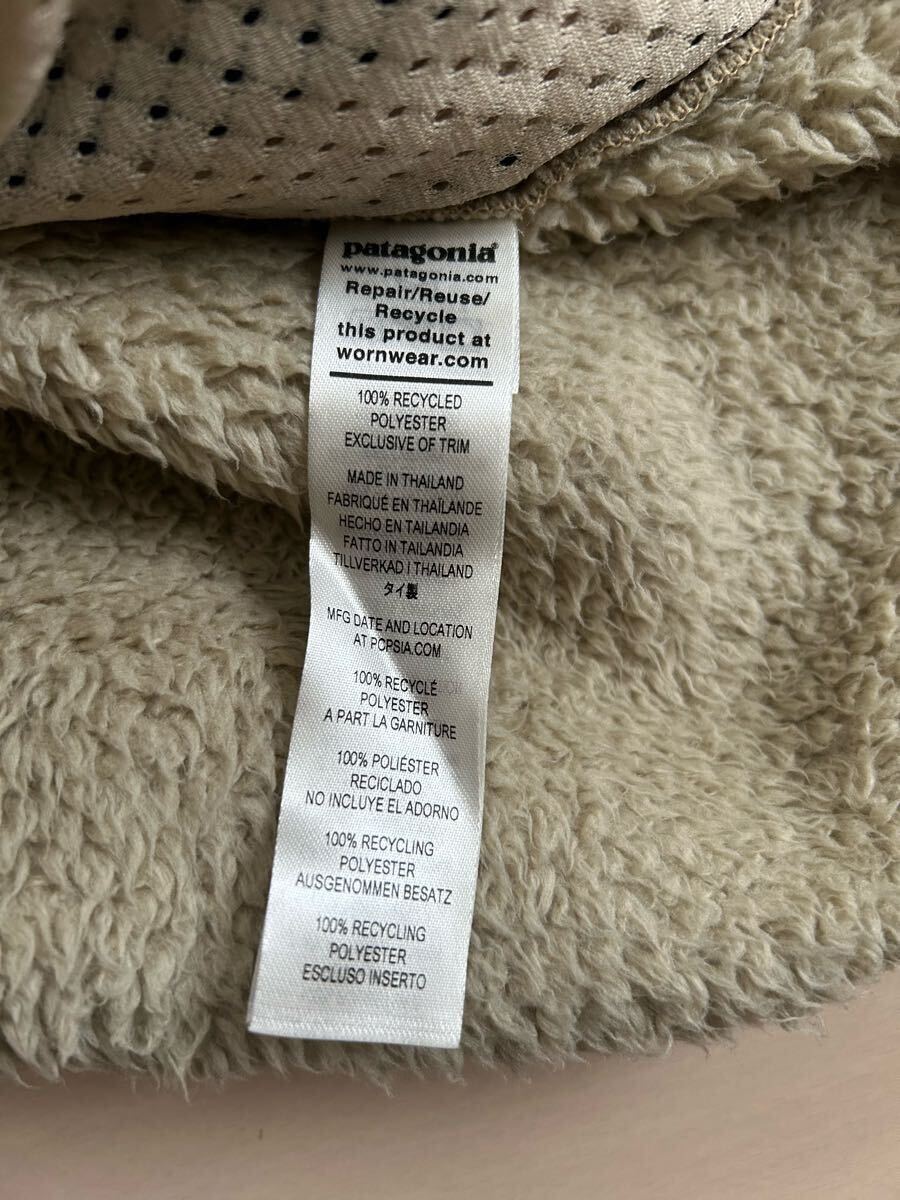 patagonia®
www.patagonia.com
Repair/Reuse/
Recycle
this product at
wornwear.com
100% RECYCLED
POLYESTER
EXCLUSIVE OF TRIM
MADE IN THAILAND
FABRIQUÉ EN THAÏLANDE
HECHO EN TAILANDIA
FATTO IN TAILANDIA
TILLVERKAD I THAILAND
タイ製
MFG DATE AND LOCATION
AT PCPSIA.COM
100% RECYCLÉ
POLYESTER
A PART LA GARNITURE
100% POLIÉSTER
RECICLADO
NO INCLUYE EL ADORNO
100% RECYCLING
POLYESTER
AUSGENOMMEN BESATZ
100% RECYCLING
POLYESTER
ESCLUSO INSERTO